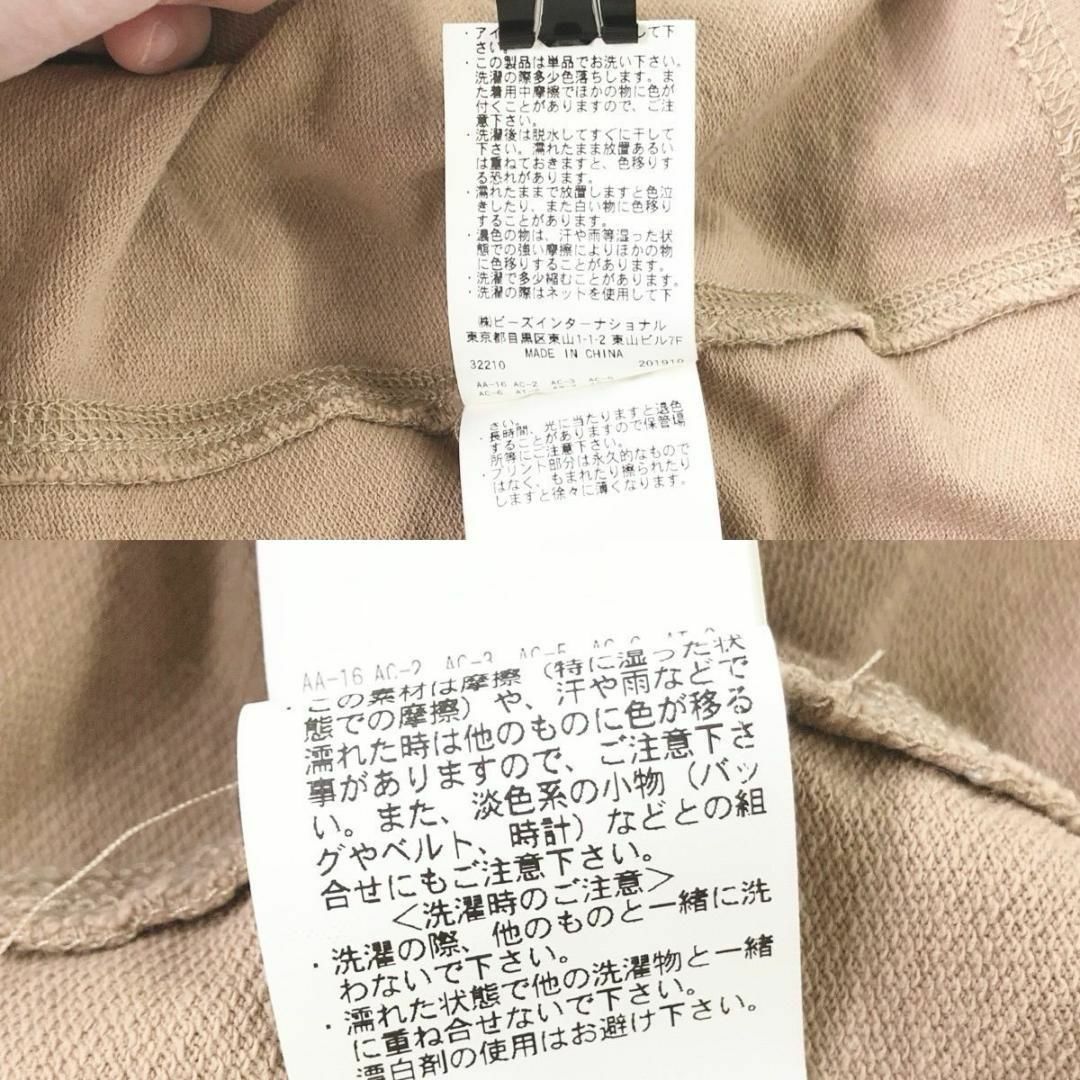 ・アイ して下
さい。
・この製品は単品でお洗い下さい。
洗濯の際多少色落ちします。ま
た着用中摩擦でほかの物に色が
付くことがありますので、ご注
意下さい。
・洗濯後は脱水してすぐに干して
下さい。濡れたまま放置あるい
は重ねておきますと、色移りす
る恐れがあります。
・濡れたままで放置しますと色泣
きしたり、また白い物に色移り
することがあります。
・濃色の物は、汗や雨等湿った状
態での強い摩擦によりほかの物
に色移りすることがあります。
・洗濯で多少縮むことがあります。
・洗濯の際はネットを使用して下
㈱ビーズインターナショナル
東京都目黒区東山1-1-2 東山ビル7F
MADE IN CHINA
32210 201910
AA-16 AC-2 AC-3
AC-6
さい。
・長時間、光に当たりますと退色
することがありますので保管場
所等にご注意下さい。
・プリント部分は永久的なもので
はなく、もまれたり擦られたり
しますと徐々に薄くなります。
AA-16 AC-2 AC-3 AC-5
・この素材は摩擦（特に湿った状
態での摩擦）や、汗や雨などで
濡れた時は他のものに色が移る
事がありますので、ご注意下さ
い。また、淡色系の小物（バッ
グやベルト、時計）などとの組
合せにもご注意下さい。
＜洗濯時のご注意＞
・洗濯の際、他のものと一緒に洗
わないで下さい。
・濡れた状態で他の洗濯物と一緒
に重ね合せないで下さい。
漂白剤の使用はお避け下さい。